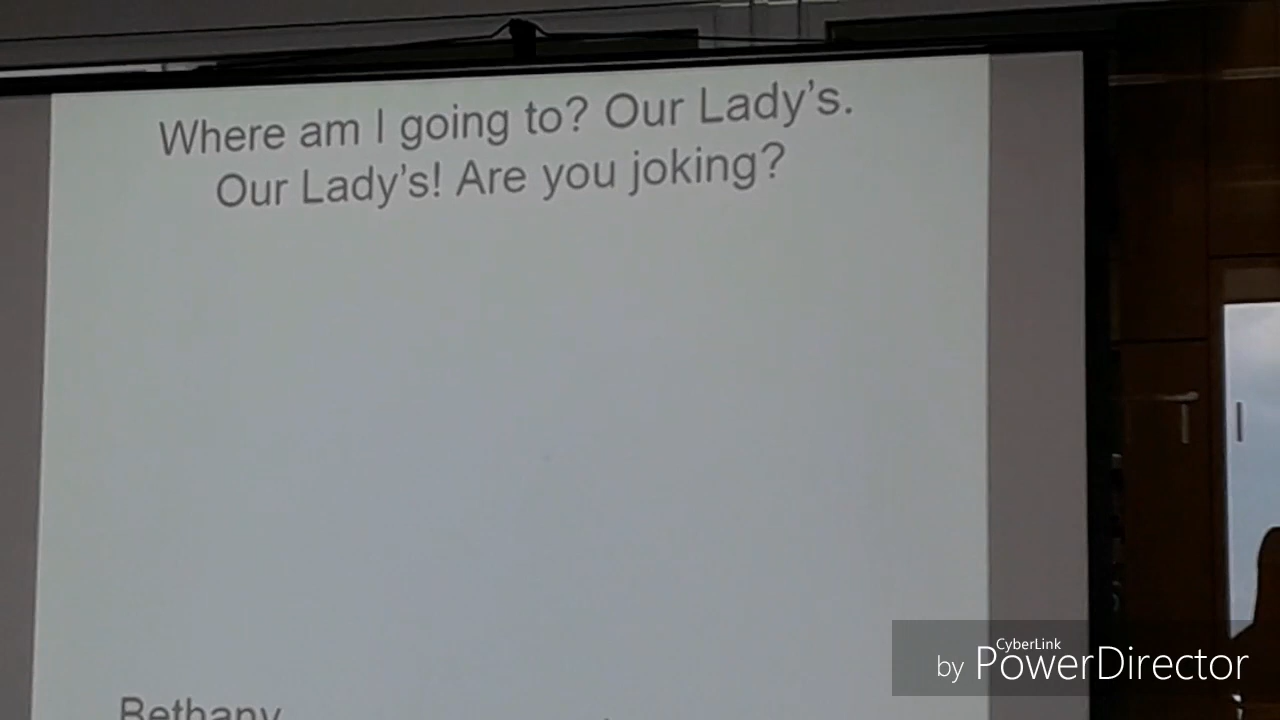 Where am I going to? Our Lady's.
Our Lady's! Are you joking?
Bethany
CyberLink
by PowerDirector